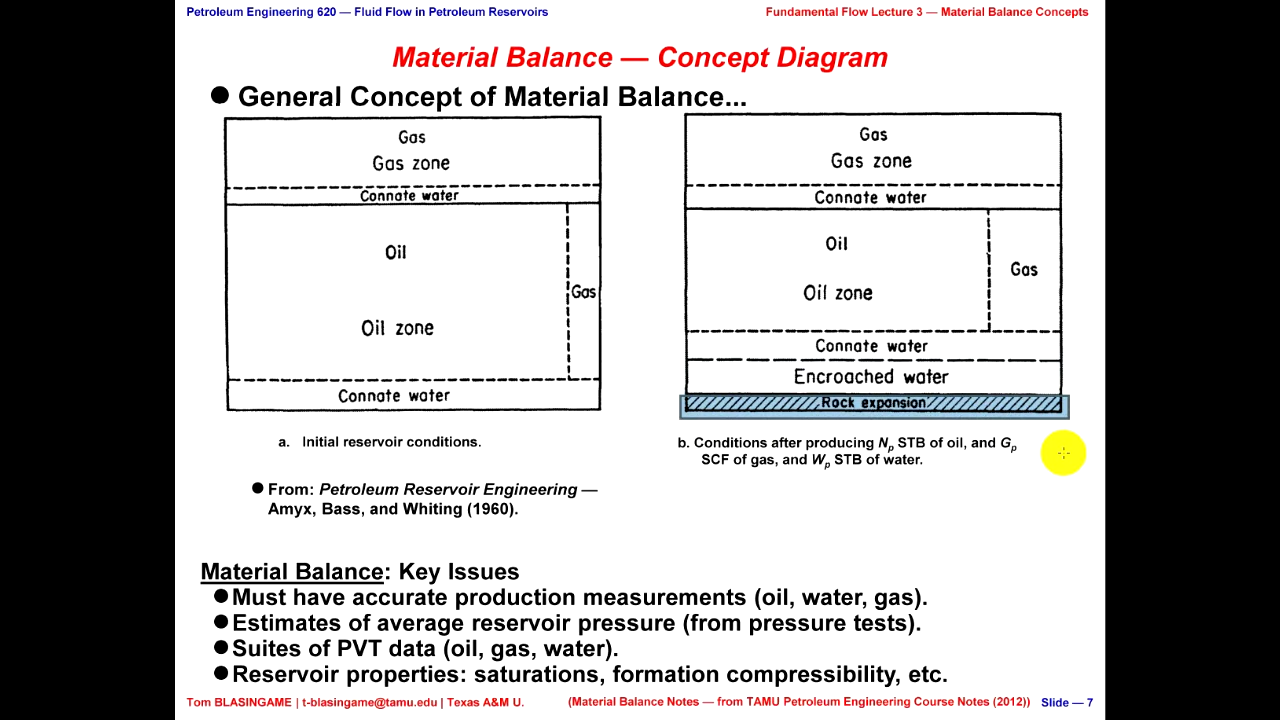 Petroleum Engineering 620 — Fluid Flow in Petroleum Reservoirs
Fundamental Flow Lecture 3 — Material Balance Concepts
Material Balance — Concept Diagram
● General Concept of Material Balance...
Gas
Gas zone
Connate water
Oil
Gas
Oil zone
Connate water
a. Initial reservoir conditions.
Gas
Gas zone
Connate water
Oil
Gas
Oil zone
Connate water
Encroached water
Rock expansion
b. Conditions after producing Np STB of oil, and Gp
SCF of gas, and Wp STB of water.
● From: Petroleum Reservoir Engineering —
Amyx, Bass, and Whiting (1960).
Material Balance: Key Issues
● Must have accurate production measurements (oil, water, gas).
● Estimates of average reservoir pressure (from pressure tests).
● Suites of PVT data (oil, gas, water).
● Reservoir properties: saturations, formation compressibility, etc.
Tom BLASINGAME | t-blasingame@tamu.edu | Texas A&M U.
(Material Balance Notes — from TAMU Petroleum Engineering Course Notes (2012))
Slide — 7